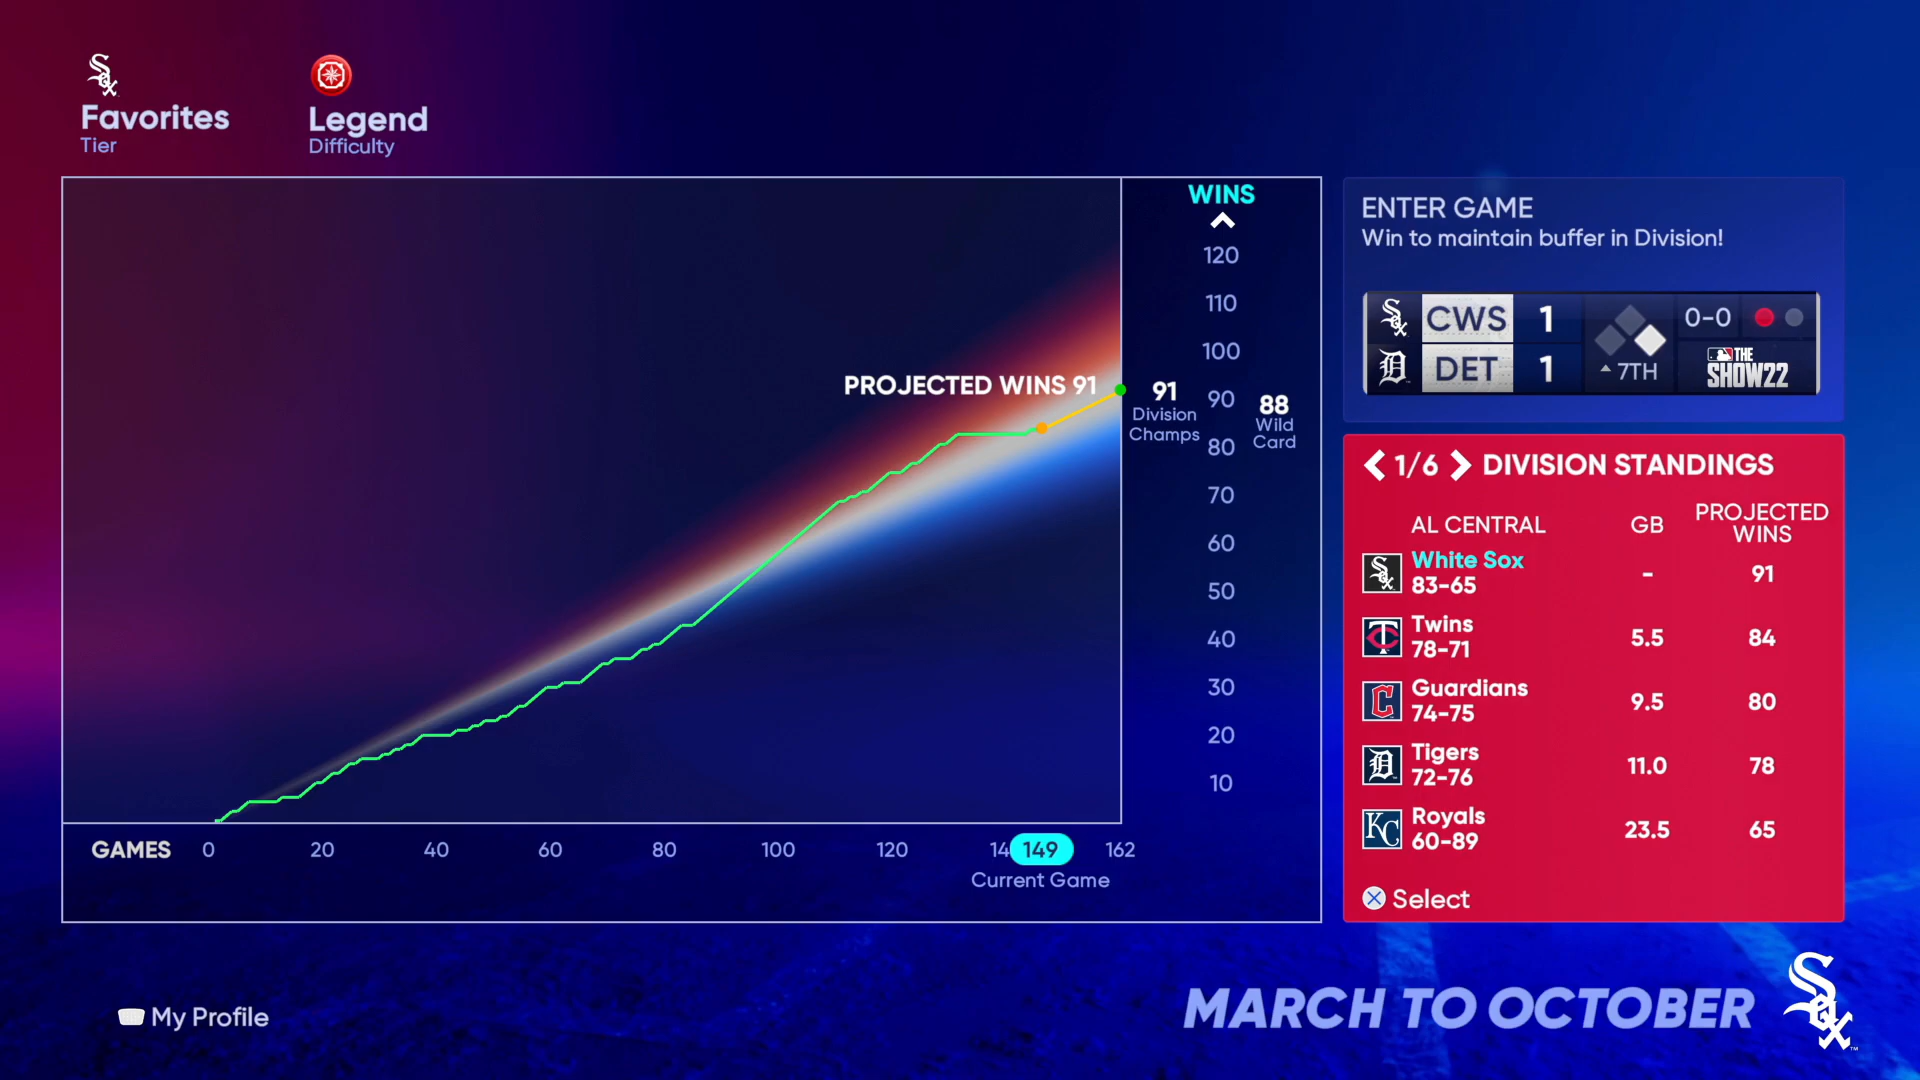 Favorites
Tier
Legend
Difficulty
WINS
120
110
100
90
80
70
60
50
40
30
20
10
PROJECTED WINS 91
91
Division
Champs
88
Wild
Card
GAMES 0 20 40 60 80 100 120 14 149 162
Current Game
ENTER GAME
Win to maintain buffer in Division!
CWS 1 0-0
DET 1 7TH
THE
SHOW22
1/6 DIVISION STANDINGS
AL CENTRAL GB PROJECTED
WINS
White Sox
83-65 - 91
Twins
78-71 5.5 84
Guardians
74-75 9.5 80
Tigers
72-76 11.0 78
Royals
60-89 23.5 65
Select
My Profile
MARCH TO OCTOBER
Sox